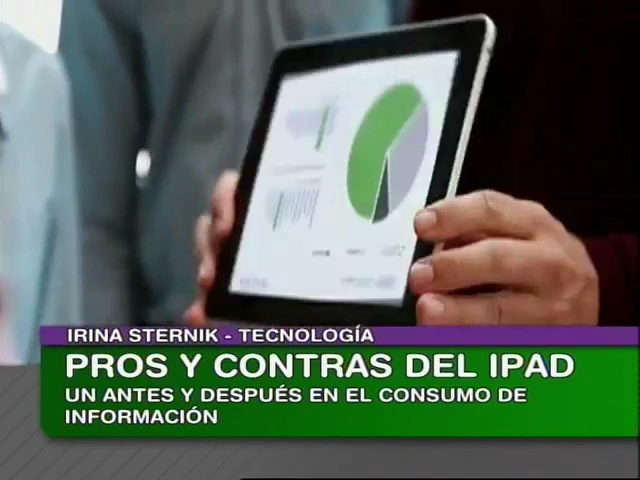 IRINA STERNIK - TECNOLOGÍA
PROS Y CONTRAS DEL IPAD
UN ANTES Y DESPUÉS EN EL CONSUMO DE
INFORMACIÓN